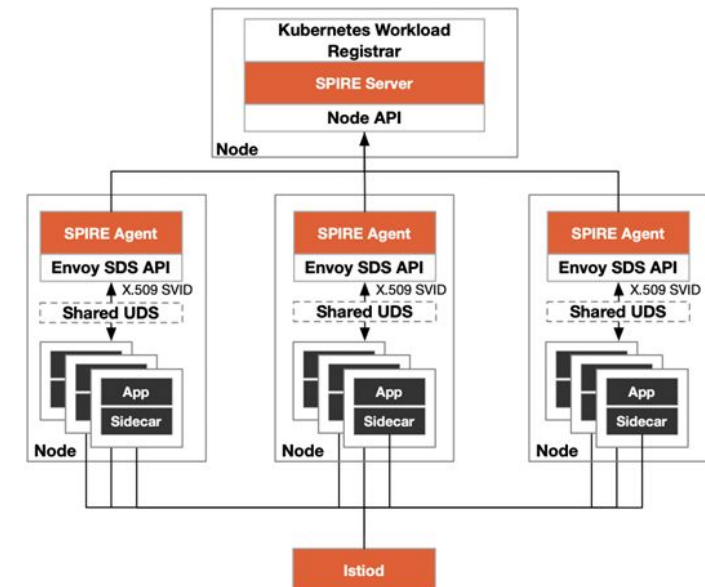 Kubernetes Workload
Registrar
SPIRE Server
Node API
Node
SPIRE Agent
Envoy SDS API
X.509 SVID
Shared UDS
App
Sidecar
Node
SPIRE Agent
Envoy SDS API
X.509 SVID
Shared UDS
App
Sidecar
Node
SPIRE Agent
Envoy SDS API
X.509 SVID
Shared UDS
App
Sidecar
Node
Istiod